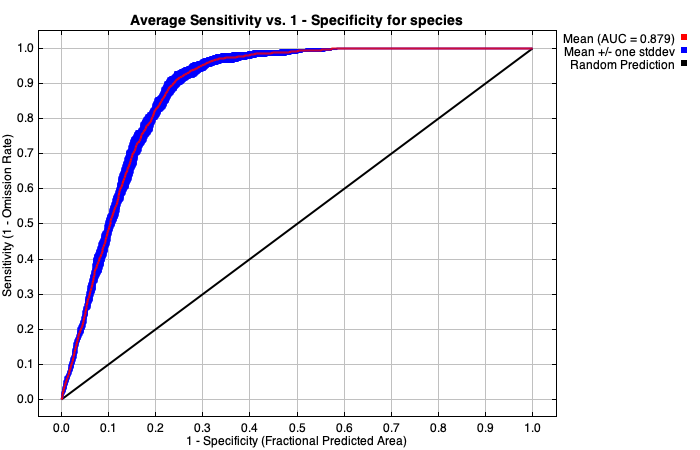 Average Sensitivity vs. 1 - Specificity for species
Mean (AUC = 0.879)
Mean +/- one stddev
Random Prediction
Sensitivity (1 - Omission Rate)
1.0
0.9
0.8
0.7
0.6
0.5
0.4
0.3
0.2
0.1
0.0
0.0 0.1 0.2 0.3 0.4 0.5 0.6 0.7 0.8 0.9 1.0
1 - Specificity (Fractional Predicted Area)